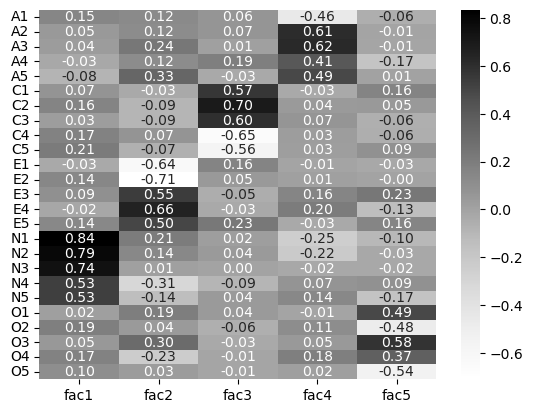 A1 0.15 0.12 0.06 -0.46 -0.06
A2 0.05 0.12 0.07 0.61 -0.01
A3 0.04 0.24 0.01 0.62 -0.01
A4 -0.03 0.12 0.19 0.41 -0.17
A5 -0.08 0.33 -0.03 0.49 0.01
C1 0.07 -0.03 0.57 -0.03 0.16
C2 0.16 -0.09 0.70 0.04 0.05
C3 0.03 -0.09 0.60 0.07 -0.06
C4 0.17 0.07 -0.65 0.03 -0.06
C5 0.21 -0.07 -0.56 0.03 0.09
E1 -0.03 -0.64 0.16 -0.01 -0.03
E2 0.14 -0.71 0.05 0.01 -0.00
E3 0.09 0.55 -0.05 0.16 0.23
E4 -0.02 0.66 -0.03 0.20 -0.13
E5 0.14 0.50 0.23 -0.03 0.16
N1 0.84 0.21 0.02 -0.25 -0.10
N2 0.79 0.14 0.04 -0.22 -0.03
N3 0.74 0.01 0.00 -0.02 -0.02
N4 0.53 -0.31 -0.09 0.07 0.09
N5 0.53 -0.14 0.04 0.14 -0.17
O1 0.02 0.19 0.04 -0.01 0.49
O2 0.19 0.04 -0.06 0.11 -0.48
O3 0.05 0.30 -0.03 0.06 0.58
O4 0.17 -0.23 -0.01 0.18 0.37
O5 0.10 0.03 -0.01 0.02 -0.54
fac1 fac2 fac3 fac4 fac5
0.8
0.6
0.4
0.2
0.0
−0.2
−0.4
−0.6